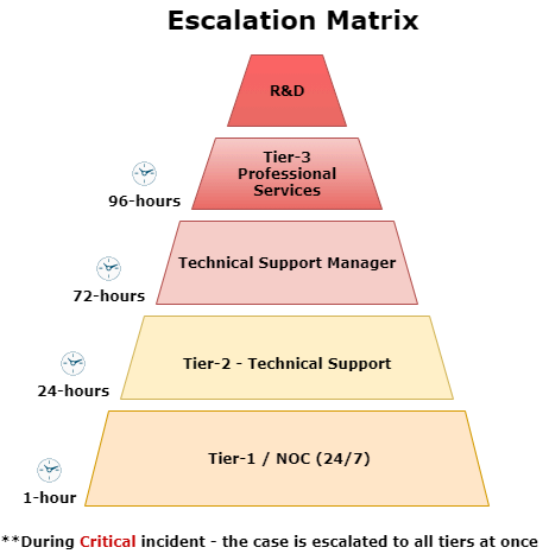 Escalation Matrix
R&D
Tier-3
Professional
Services
96-hours
Technical Support Manager
72-hours
Tier-2 - Technical Support
24-hours
Tier-1 / NOC (24/7)
1-hour
**During Critical incident - the case is escalated to all tiers at once